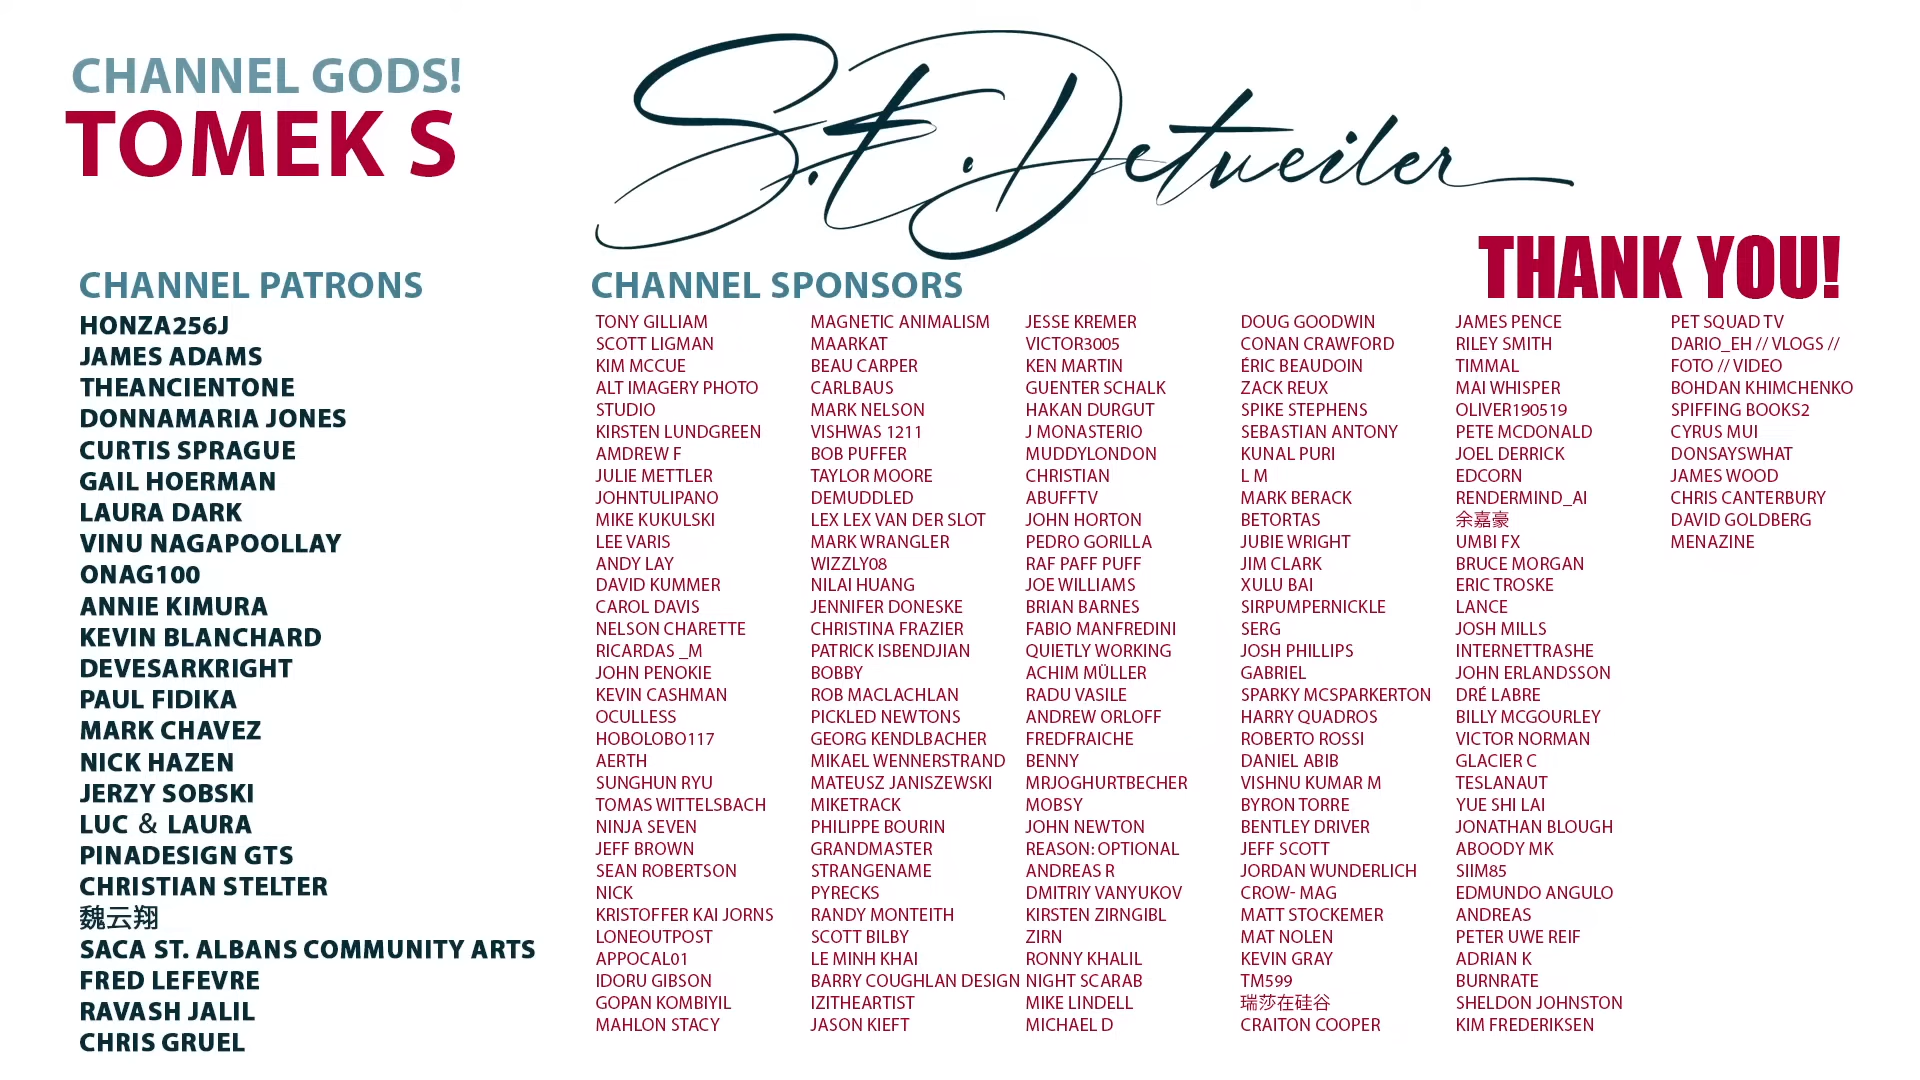 CHANNEL GODS!
TOMEK S
S.E.Detweiler
THANK YOU!
CHANNEL PATRONS
HONZA256J
JAMES ADAMS
THEANCIENTONE
DONNAMARIA JONES
CURTIS SPRAGUE
GAIL HOERMAN
LAURA DARK
VINU NAGAPOOLLAY
ONAG100
ANNIE KIMURA
KEVIN BLANCHARD
DEVESARKRIGHT
PAUL FIDIKA
MARK CHAVEZ
NICK HAZEN
JERZY SOBSKI
LUC & LAURA
PINADESIGN GTS
CHRISTIAN STELTER
魏云翔
SACA ST. ALBANS COMMUNITY ARTS
FRED LEFEVRE
RAVASH JALIL
CHRIS GRUEL
CHANNEL SPONSORS
TONY GILLIAM
SCOTT LIGMAN
KIM MCCUE
ALT IMAGERY PHOTO
STUDIO
KIRSTEN LUNDGREEN
AMDREW F
JULIE METTLER
JOHNTULIPANO
MIKE KUKULSKI
LEE VARIS
ANDY LAY
DAVID KUMMER
CAROL DAVIS
NELSON CHARETTE
RICARDAS _M
JOHN PENOKIE
KEVIN CASHMAN
OCULLESS
HOBOLOBO117
AERTH
SUNGHUN RYU
TOMAS WITTELSBACH
NINJA SEVEN
JEFF BROWN
SEAN ROBERTSON
NICK
KRISTOFFER KAI JORNS
LONEOUTPOST
APPOCAL01
IDORU GIBSON
GOPAN KOMBIYIL
MAHLON STACY
MAGNETIC ANIMALISM
MAARKAT
BEAU CARPER
CARLBAUS
MARK NELSON
VISHWAS 1211
BOB PUFFER
TAYLOR MOORE
DEMUDDLED
LEX LEX VAN DER SLOT
MARK WRANGLER
WIZZLY08
NILAI HUANG
JENNIFER DONESKE
CHRISTINA FRAZIER
PATRICK ISBENDJIAN
BOBBY
ROB MACLACHLAN
PICKLED NEWTONS
GEORG KENDLBACHER
MIKAEL WENNERSTRAND
MATEUSZ JANISZEWSKI
MIKETRACK
PHILIPPE BOURIN
GRANDMASTER
STRANGENAME
PYRECKS
RANDY MONTEITH
SCOTT BILBY
LE MINH KHAI
BARRY COUGHLAN DESIGN
IZITHEARTIST
JASON KIEFT
JESSE KREMER
VICTOR3005
KEN MARTIN
GUENTER SCHALK
HAKAN DURGUT
J MONASTERIO
MUDDYLONDON
CHRISTIAN
ABUFFTV
JOHN HORTON
PEDRO GORILLA
RAF PAFF PUFF
JOE WILLIAMS
BRIAN BARNES
FABIO MANFREDINI
QUIETLY WORKING
ACHIM MÜLLER
RADU VASILE
ANDREW ORLOFF
FREDFRAICHE
BENNY
MRJOGHURTBECHER
MOBSY
JOHN NEWTON
REASON: OPTIONAL
ANDREAS R
DMITRIY VANYUKOV
KIRSTEN ZIRNGIBL
ZIRN
RONNY KHALIL
NIGHT SCARAB
MIKE LINDELL
MICHAEL D
DOUG GOODWIN
CONAN CRAWFORD
ÉRIC BEAUDOIN
ZACK REUX
SPIKE STEPHENS
SEBASTIAN ANTONY
KUNAL PURI
L M
MARK BERACK
BETORTAS
JUBIE WRIGHT
JIM CLARK
XULU BAI
SIRPUMPERNICKLE
SERG
JOSH PHILLIPS
GABRIEL
SPARKY MCSPARKERTON
HARRY QUADROS
ROBERTO ROSSI
DANIEL ABIB
VISHNU KUMAR M
BYRON TORRE
BENTLEY DRIVER
JEFF SCOTT
JORDAN WUNDERLICH
CROW- MAG
MATT STOCKEMER
MAT NOLEN
KEVIN GRAY
TM599
瑞莎在硅谷
CRAITON COOPER
JAMES PENCE
RILEY SMITH
TIMMAL
MAI WHISPER
OLIVER190519
PETE MCDONALD
JOEL DERRICK
EDCORN
RENDERMIND_AI
余嘉豪
UMBI FX
BRUCE MORGAN
ERIC TROSKE
LANCE
JOSH MILLS
INTERNETTRASHE
JOHN ERLANDSSON
DRÉ LABRE
BILLY MCGOURLEY
VICTOR NORMAN
GLACIER C
TESLANAUT
YUE SHI LAI
JONATHAN BLOUGH
ABOODY MK
SIIM85
EDMUNDO ANGULO
ANDREAS
PETER UWE REIF
ADRIAN K
BURNRATE
SHELDON JOHNSTON
KIM FREDERIKSEN
PET SQUAD TV
DARIO_EH // VLOGS //
FOTO // VIDEO
BOHDAN KHIMCHENKO
SPIFFING BOOKS2
CYRUS MUI
DONSAYSWHAT
JAMES WOOD
CHRIS CANTERBURY
DAVID GOLDBERG
MENAZINE